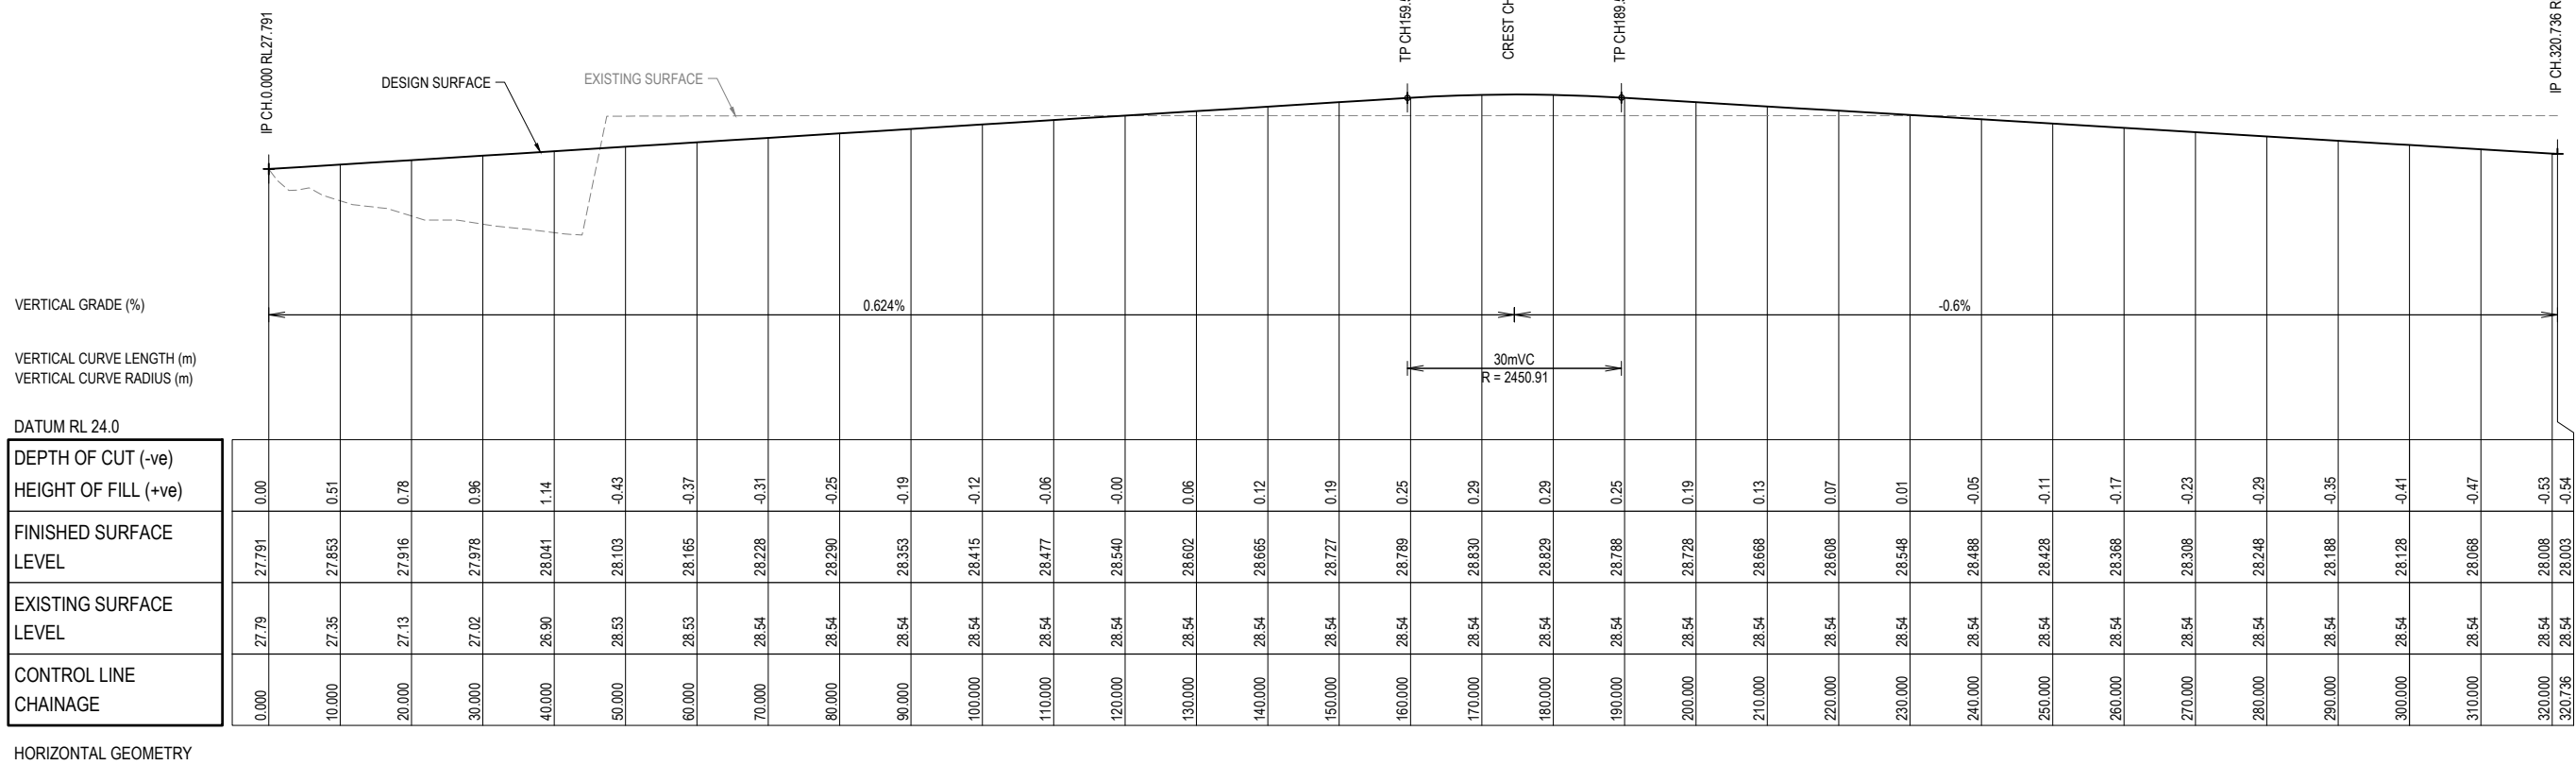 IP CH.0.000 RL27.791
DESIGN SURFACE
EXISTING SURFACE
TP CH159.5
CREST CH
TP CH189.5
IP CH.320.736 R
VERTICAL GRADE (%)
0.624%
-0.6%
VERTICAL CURVE LENGTH (m)
30mVC
VERTICAL CURVE RADIUS (m)
R = 2450.91
DATUM RL 24.0
DEPTH OF CUT (-ve)
HEIGHT OF FILL (+ve)
0.00 0.51 0.78 0.96 1.14 -0.43 -0.37 -0.31 -0.25 -0.19 -0.12 -0.06 -0.00 0.06 0.12 0.19 0.25 0.29 0.29 0.25 0.19 0.13 0.07 0.01 -0.05 -0.11 -0.17 -0.23 -0.29 -0.35 -0.41 -0.47 -0.53 -0.54
FINISHED SURFACE
LEVEL
27.791 27.853 27.916 27.978 28.041 28.103 28.165 28.228 28.290 28.353 28.415 28.477 28.540 28.602 28.665 28.727 28.789 28.830 28.829 28.788 28.728 28.668 28.608 28.548 28.488 28.428 28.368 28.308 28.248 28.188 28.128 28.068 28.008 28.003
EXISTING SURFACE
LEVEL
27.79 27.35 27.13 27.02 26.90 28.53 28.53 28.54 28.54 28.54 28.54 28.54 28.54 28.54 28.54 28.54 28.54 28.54 28.54 28.54 28.54 28.54 28.54 28.54 28.54 28.54 28.54 28.54 28.54 28.54 28.54 28.54 28.54 28.54
CONTROL LINE
CHAINAGE
0.000 10.000 20.000 30.000 40.000 50.000 60.000 70.000 80.000 90.000 100.000 110.000 120.000 130.000 140.000 150.000 160.000 170.000 180.000 190.000 200.000 210.000 220.000 230.000 240.000 250.000 260.000 270.000 280.000 290.000 300.000 310.000 320.000 320.736
HORIZONTAL GEOMETRY